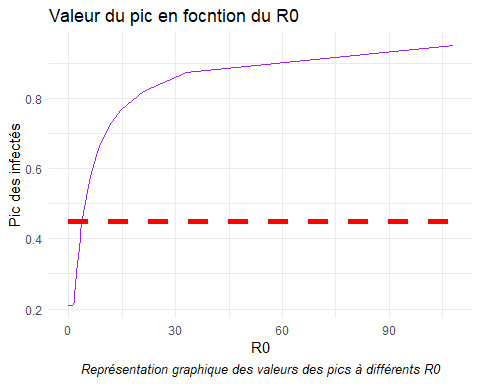 Valeur du pic en focntion du R0
Pic des infectés
0.8
0.6
0.4
0.2
0
30
60
90
R0
Représentation graphique des valeurs des pics à différents R0